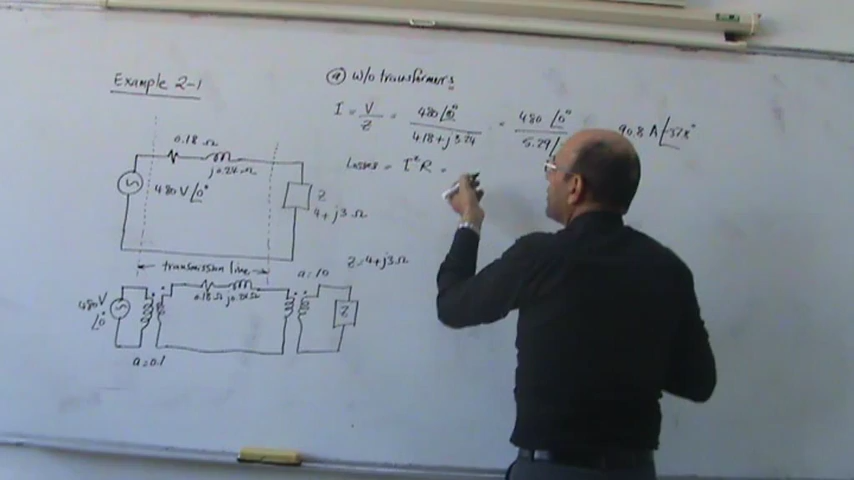 Example 2-1
0.18 Ω
j0.24 Ω
480 V ∠0°
Z
4+j3 Ω
transmission line
a=10
Z=4+j3Ω
480V
∠0°
0.18Ω j0.24Ω
Z
a=0.1
(a) w/o transformers
I = V/Z = 480∠0° / 4.18+j3.24 = 480 ∠0° / 5.29∠ 90.8 A∠-37.8°
Losses = I²R =